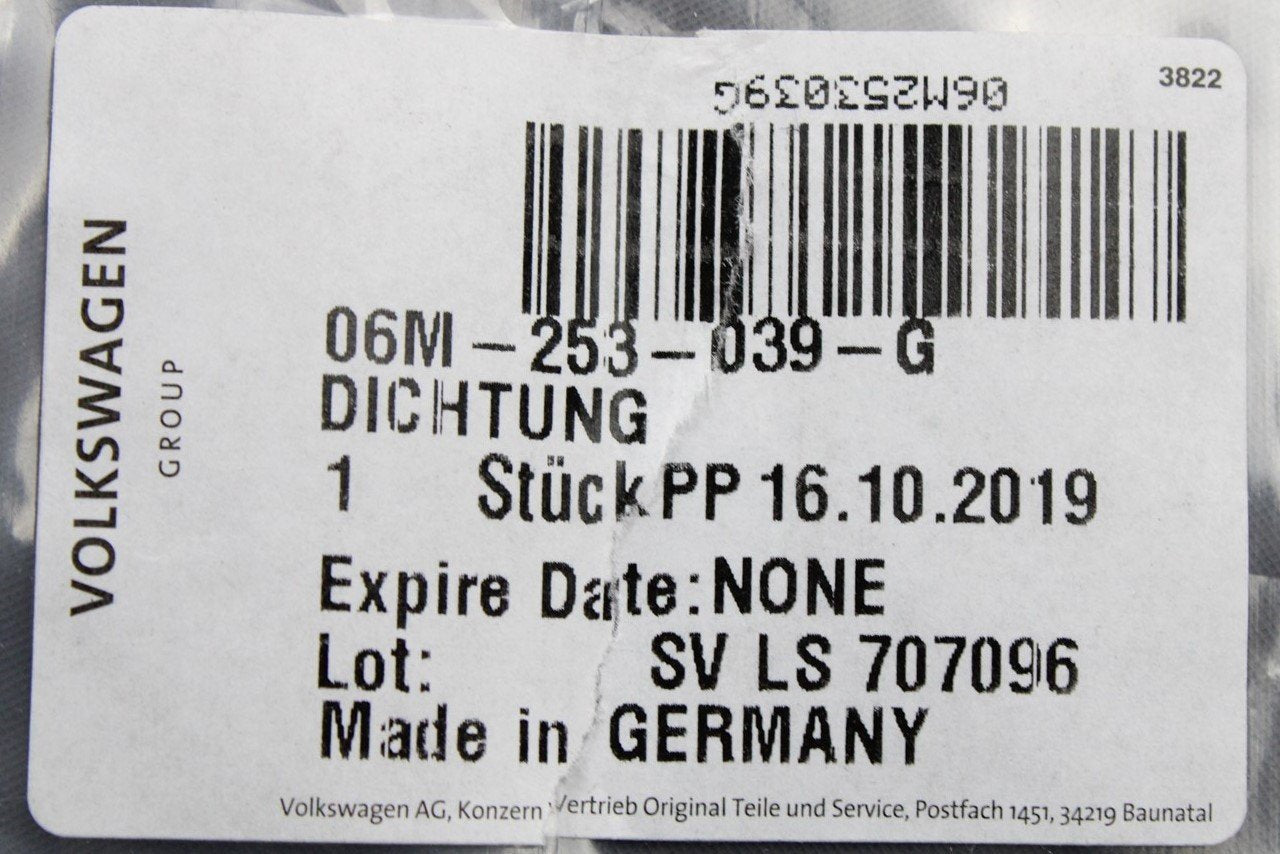 3822
06M253039G
06M-253-039-G
DICHTUNG
1 Stück PP 16.10.2019
Expire Date:NONE
Lot: SV LS 707096
Made in GERMANY
Volkswagen AG, Konzern Vertrieb Original Teile und Service, Postfach 1451, 34219 Baunatal
VOLKSWAGEN
GROUP